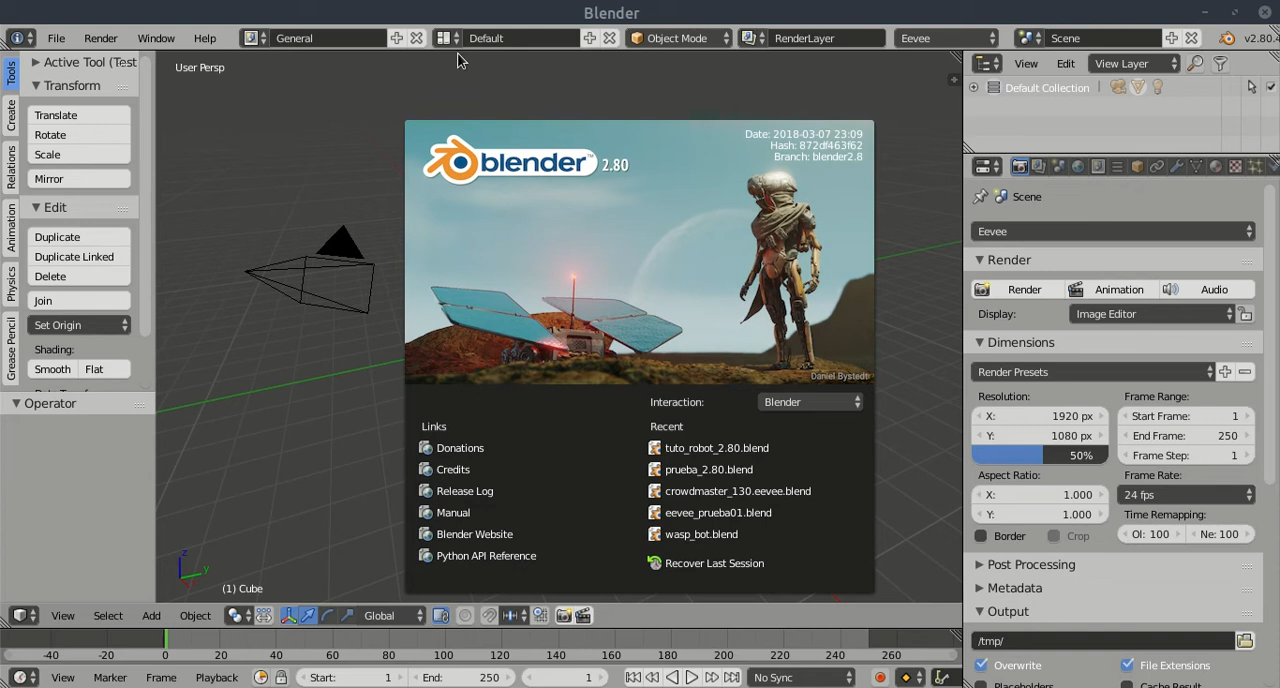 Blender
File Render Window Help General Default Object Mode RenderLayer Eevee Scene v2.80.4
Tools
Create
Relations
Animation
Physics
Grease Pencil
Active Tool (Test
Transform
Translate
Rotate
Scale
Mirror
Edit
Duplicate
Duplicate Linked
Delete
Join
Set Origin
Shading:
Smooth Flat
Operator
User Persp
blender 2.80
Date: 2018-03-07 23:09
Hash: 872df463f62
Branch: blender2.8
Daniel Bystedt
Interaction: Blender
Links
Donations
Credits
Release Log
Manual
Blender Website
Python API Reference
Recent
tuto_robot_2.80.blend
prueba_2.80.blend
crowdmaster_130.eevee.blend
eevee_prueba01.blend
wasp_bot.blend
Recover Last Session
z
y
(1) Cube
View Select Add Object Global
-40 -20 0 20 40 60 80 100 120 140 160 180 200 220 240 260
View Marker Frame Playback Start: 1 End: 250 1 No Sync
View Edit View Layer
Default Collection
Scene
Eevee
Render
Render Animation Audio
Display: Image Editor
Dimensions
Render Presets
Resolution:
X: 1920 px
Y: 1080 px
50%
Aspect Ratio:
X: 1.000
Y: 1.000
Border Crop
Frame Range:
Start Frame: 1
End Frame: 250
Frame Step: 1
Frame Rate:
24 fps
Time Remapping:
Ol: 100 Ne: 100
Post Processing
Metadata
Output
/tmp/
Overwrite File Extensions
Placeholders Cache Result